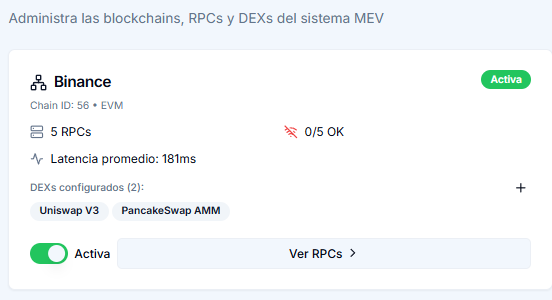 Administra las blockchains, RPCs y DEXs del sistema MEV
Binance
Activa
Chain ID: 56 • EVM
5 RPCs
0/5 OK
Latencia promedio: 181ms
DEXs configurados (2):
+
Uniswap V3
PancakeSwap AMM
Activa
Ver RPCs >